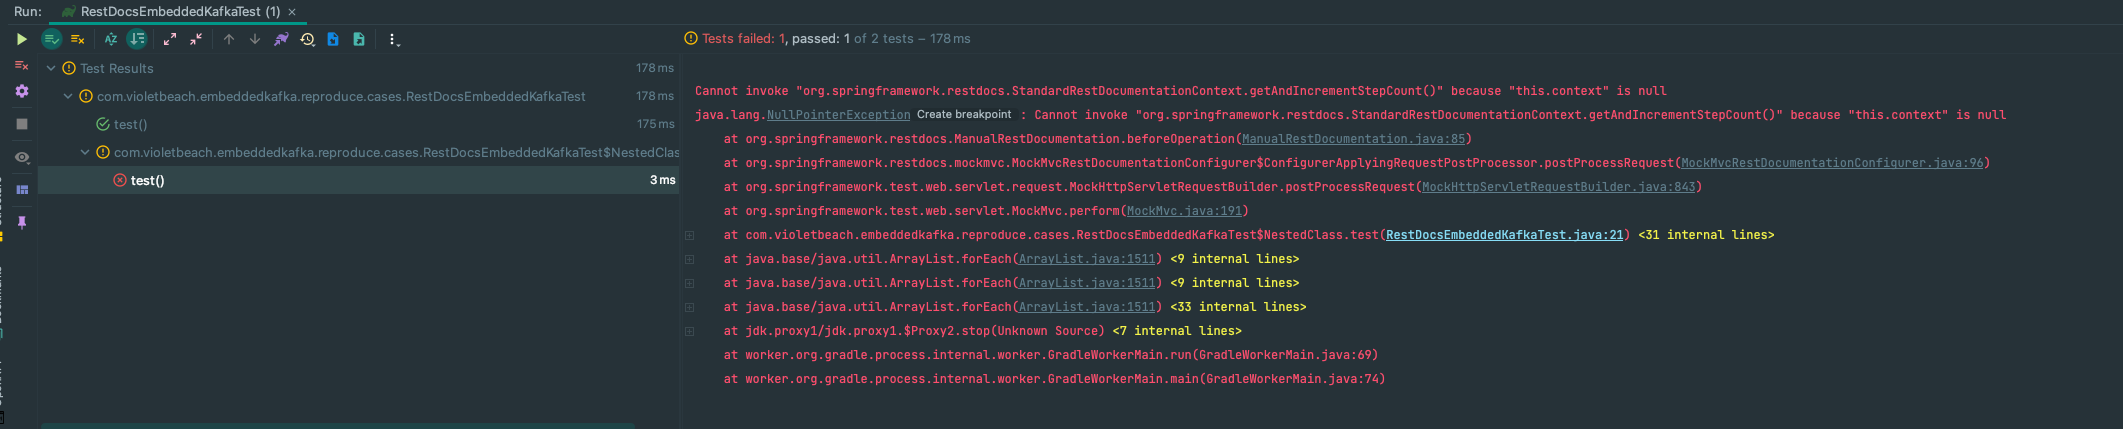 Run: RestDocsEmbeddedKafkaTest (1) ×
Tests failed: 1, passed: 1 of 2 tests – 178 ms
Test Results 178 ms
com.violetbeach.embeddedkafka.reproduce.cases.RestDocsEmbeddedKafkaTest 178 ms
test() 175 ms
com.violetbeach.embeddedkafka.reproduce.cases.RestDocsEmbeddedKafkaTest$NestedClass
test() 3 ms
Cannot invoke "org.springframework.restdocs.StandardRestDocumentationContext.getAndIncrementStepCount()" because "this.context" is null
java.lang.NullPointerException Create breakpoint : Cannot invoke "org.springframework.restdocs.StandardRestDocumentationContext.getAndIncrementStepCount()" because "this.context" is null
at org.springframework.restdocs.ManualRestDocumentation.beforeOperation(ManualRestDocumentation.java:85)
at org.springframework.restdocs.mockmvc.MockMvcRestDocumentationConfigurer$ConfigurerApplyingRequestPostProcessor.postProcessRequest(MockMvcRestDocumentationConfigurer.java:96)
at org.springframework.test.web.servlet.request.MockHttpServletRequestBuilder.postProcessRequest(MockHttpServletRequestBuilder.java:843)
at org.springframework.test.web.servlet.MockMvc.perform(MockMvc.java:191)
at com.violetbeach.embeddedkafka.reproduce.cases.RestDocsEmbeddedKafkaTest$NestedClass.test(RestDocsEmbeddedKafkaTest.java:21) <31 internal lines>
at java.base/java.util.ArrayList.forEach(ArrayList.java:1511) <9 internal lines>
at java.base/java.util.ArrayList.forEach(ArrayList.java:1511) <9 internal lines>
at java.base/java.util.ArrayList.forEach(ArrayList.java:1511) <33 internal lines>
at jdk.proxy1/jdk.proxy1.$Proxy2.stop(Unknown Source) <7 internal lines>
at worker.org.gradle.process.internal.worker.GradleWorkerMain.run(GradleWorkerMain.java:69)
at worker.org.gradle.process.internal.worker.GradleWorkerMain.main(GradleWorkerMain.java:74)